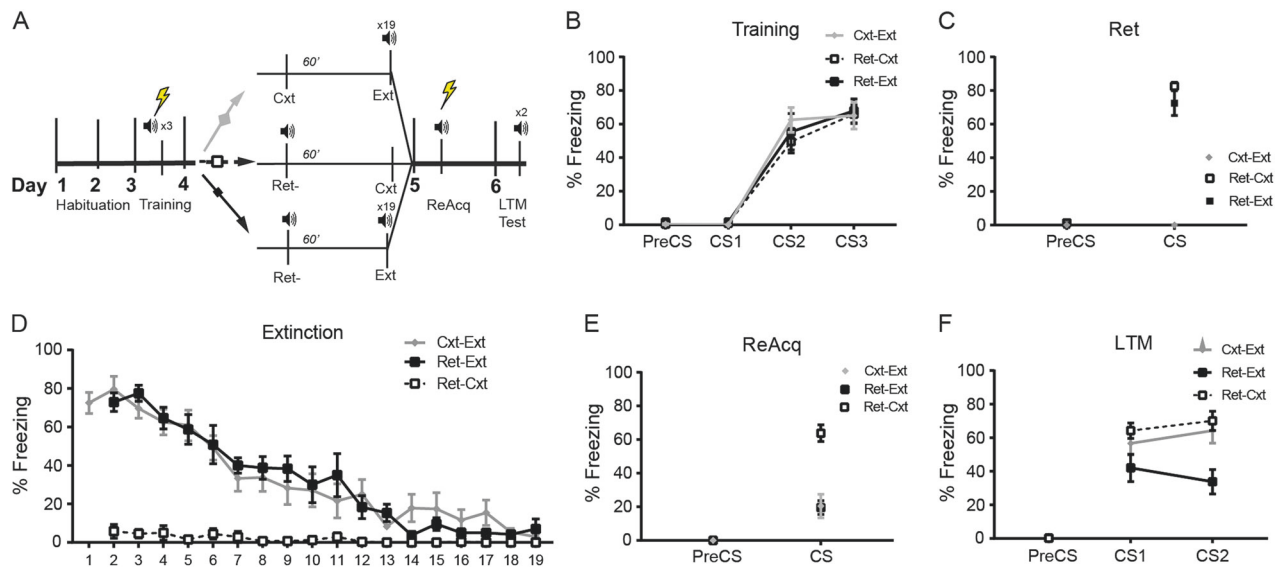 A
x19
60'
Cxt
Ext
x3
60'
Ret-
Cxt
x19
60'
Ret-
Ext
x2
Day 1 2 3 4 5 6
Habituation Training ReAcq LTM
Test
B
Training
% Freezing
100
80
60
40
20
0
PreCS CS1 CS2 CS3
Cxt-Ext
Ret-Cxt
Ret-Ext
C
Ret
% Freezing
100
80
60
40
20
0
PreCS CS
Cxt-Ext
Ret-Cxt
Ret-Ext
D
Extinction
% Freezing
100
80
60
40
20
0
1 2 3 4 5 6 7 8 9 10 11 12 13 14 15 16 17 18 19
Cxt-Ext
Ret-Ext
Ret-Cxt
E
ReAcq
% Freezing
100
80
60
40
20
0
PreCS CS
Cxt-Ext
Ret-Ext
Ret-Cxt
F
LTM
% Freezing
100
80
60
40
20
0
PreCS CS1 CS2
Cxt-Ext
Ret-Ext
Ret-Cxt